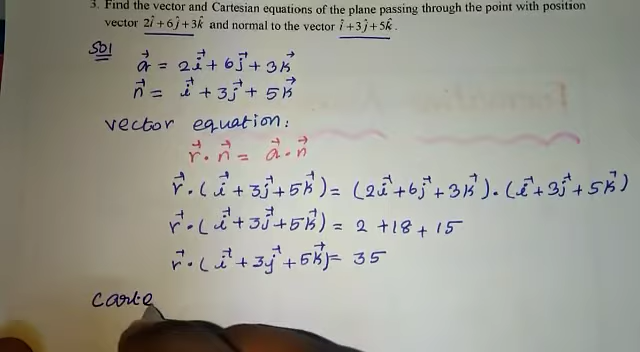 3. Find the vector and Cartesian equations of the plane passing through the point with position
vector 2î + 6ĵ + 3k̂ and normal to the vector î + 3ĵ + 5k̂.
Sol
a⃗ = 2i⃗ + 6j⃗ + 3k⃗
n⃗ = i⃗ + 3j⃗ + 5k⃗
vector equation:
r⃗ . n⃗ = a⃗ . n⃗
r⃗ . (i⃗ + 3j⃗ + 5k⃗) = (2i⃗ + 6j⃗ + 3k⃗) . (i⃗ + 3j⃗ + 5k⃗)
r⃗ . (i⃗ + 3j⃗ + 5k⃗) = 2 + 18 + 15
r⃗ . (i⃗ + 3j⃗ + 5k⃗) = 35
carte